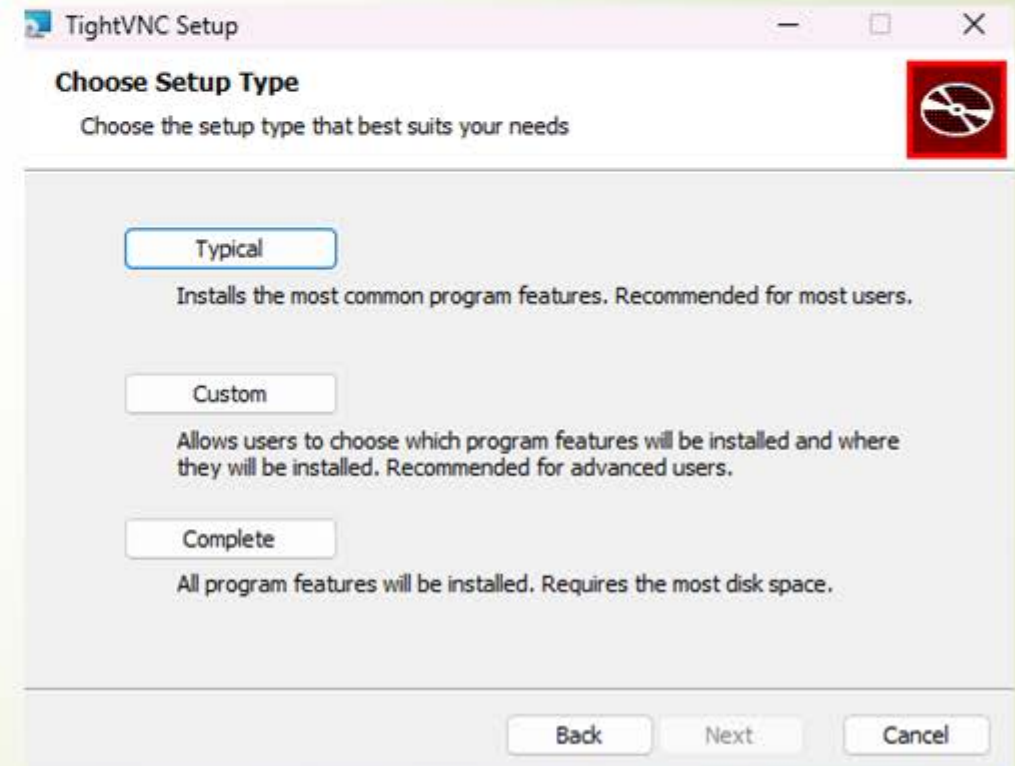 TightVNC Setup
Choose Setup Type
Choose the setup type that best suits your needs
Typical
Installs the most common program features. Recommended for most users.
Custom
Allows users to choose which program features will be installed and where
they will be installed. Recommended for advanced users.
Complete
All program features will be installed. Requires the most disk space.
Back Next Cancel